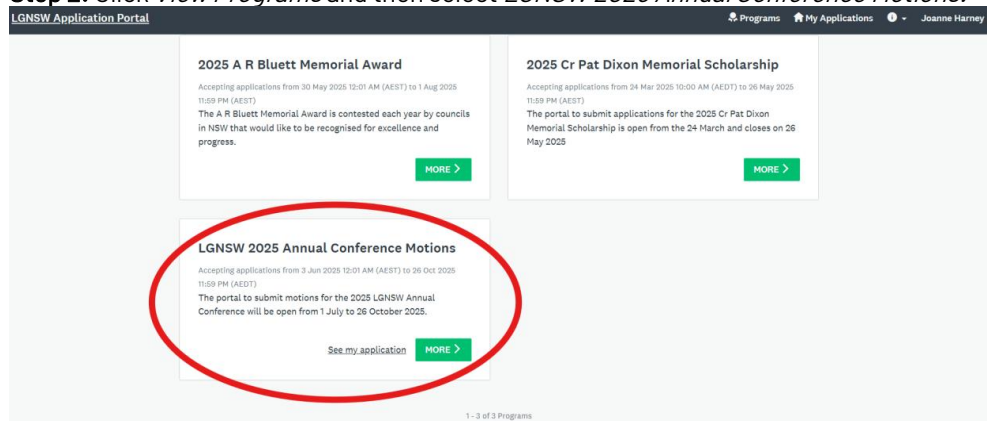 Step 2: Click View Programs and then select LGNSW 2025 Annual Conference Motions.
LGNSW Application Portal
Programs My Applications Joanne Harney
2025 A R Bluett Memorial Award
Accepting applications from 30 May 2025 12:01 AM (AEST) to 1 Aug 2025
11:59 PM (AEST)
The A R Bluett Memorial Award is contested each year by councils
in NSW that would like to be recognised for excellence and
progress.
MORE >
2025 Cr Pat Dixon Memorial Scholarship
Accepting applications from 24 Mar 2025 10:00 AM (AEDT) to 26 May 2025
11:59 PM (AEST)
The portal to submit applications for the 2025 Cr Pat Dixon
Memorial Scholarship is open from the 24 March and closes on 26
May 2025
MORE >
LGNSW 2025 Annual Conference Motions
Accepting applications from 3 Jun 2025 12:01 AM (AEST) to 26 Oct 2025
11:59 PM (AEDT)
The portal to submit motions for the 2025 LGNSW Annual
Conference will be open from 1 July to 26 October 2025.
See my application MORE >
1 - 3 of 3 Programs